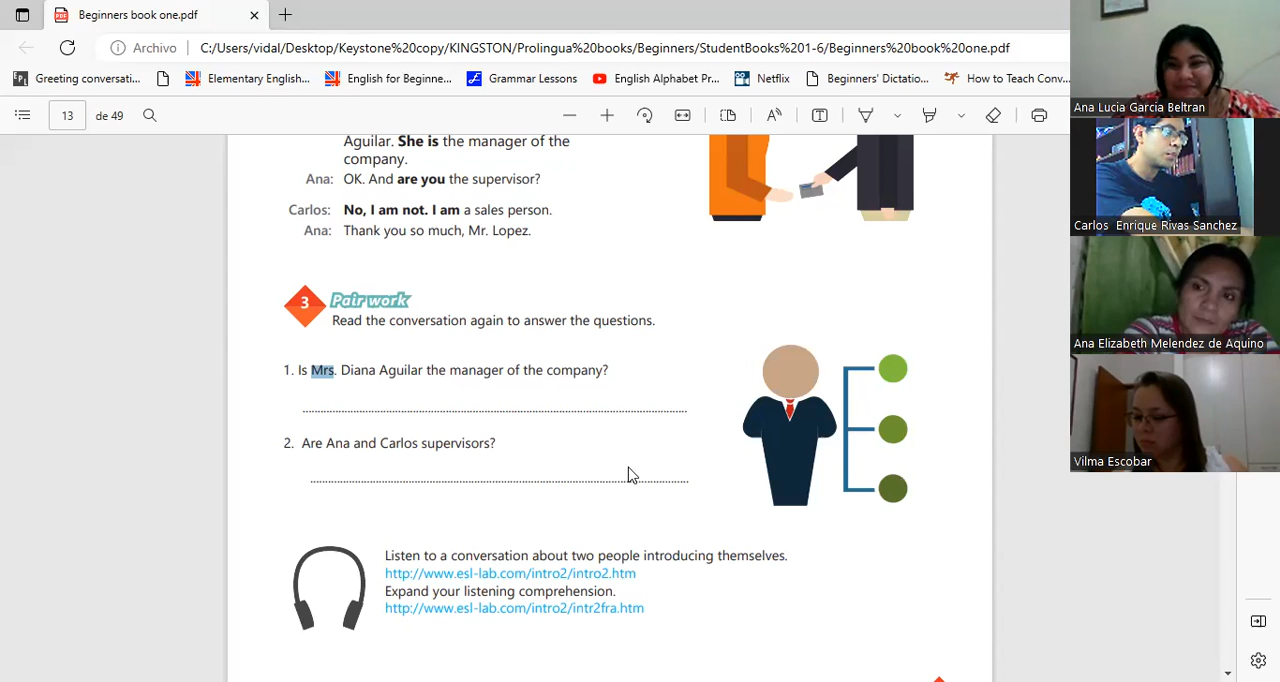 Beginners book one.pdf
Archivo
C:/Users/vidal/Desktop/Keystone%20copy/KINGSTON/Prolingua%20books/Beginners/StudentBooks%201-6/Beginners%20book%20one.pdf
Greeting conversati...
Elementary English...
English for Beginne...
Grammar Lessons
English Alphabet Pr...
Netflix
Beginners' Dictatio...
How to Teach Conv...
13 de 49
Aguilar. She is the manager of the
company.
Ana: OK. And are you the supervisor?
Carlos: No, I am not. I am a sales person.
Ana: Thank you so much, Mr. Lopez.
3 Pair work
Read the conversation again to answer the questions.
1. Is Mrs. Diana Aguilar the manager of the company?
2. Are Ana and Carlos supervisors?
Listen to a conversation about two people introducing themselves.
http://www.esl-lab.com/intro2/intro2.htm
Expand your listening comprehension.
http://www.esl-lab.com/intro2/intr2fra.htm
Ana Lucia Garcia Beltran
Carlos Enrique Rivas Sanchez
Ana Elizabeth Melendez de Aquino
Vilma Escobar